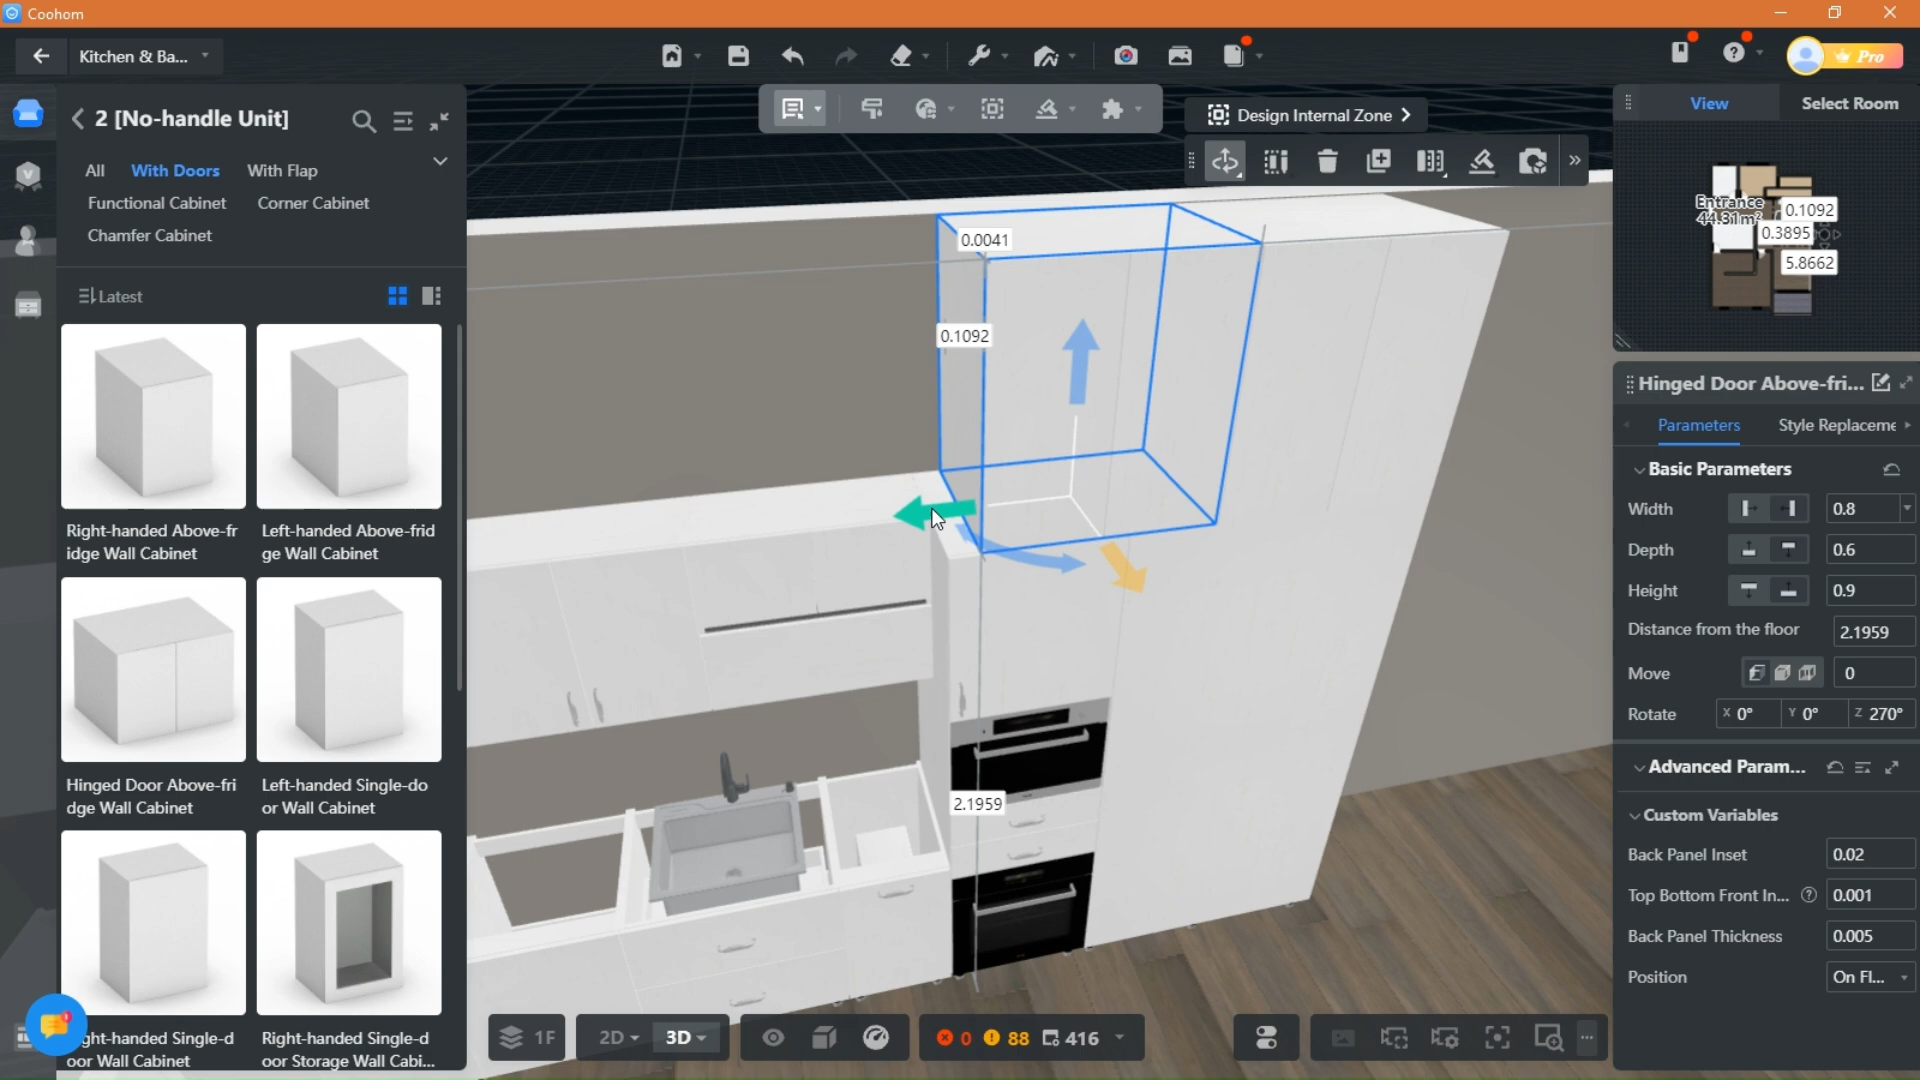 Coohom
Kitchen & Ba...
Pro
2 [No-handle Unit]
All
With Doors
With Flap
Functional Cabinet
Corner Cabinet
Chamfer Cabinet
Latest
Right-handed Above-fr
idge Wall Cabinet
Left-handed Above-frid
ge Wall Cabinet
Hinged Door Above-fri
dge Wall Cabinet
Left-handed Single-do
or Wall Cabinet
ght-handed Single-d
oor Wall Cabinet
Right-handed Single-d
oor Storage Wall Cabi...
Design Internal Zone
0.0041
0.1092
2.1959
View
Select Room
Entrance
44.31m²
0.1092
0.3895
5.8662
Hinged Door Above-fri...
Parameters
Style Replaceme
Basic Parameters
Width
0.8
Depth
0.6
Height
0.9
Distance from the floor
2.1959
Move
0
Rotate
X 0°
Y 0°
Z 270°
Advanced Param...
Custom Variables
Back Panel Inset
0.02
Top Bottom Front In...
0.001
Back Panel Thickness
0.005
Position
On Fl...
1F
2D
3D
0
88
416